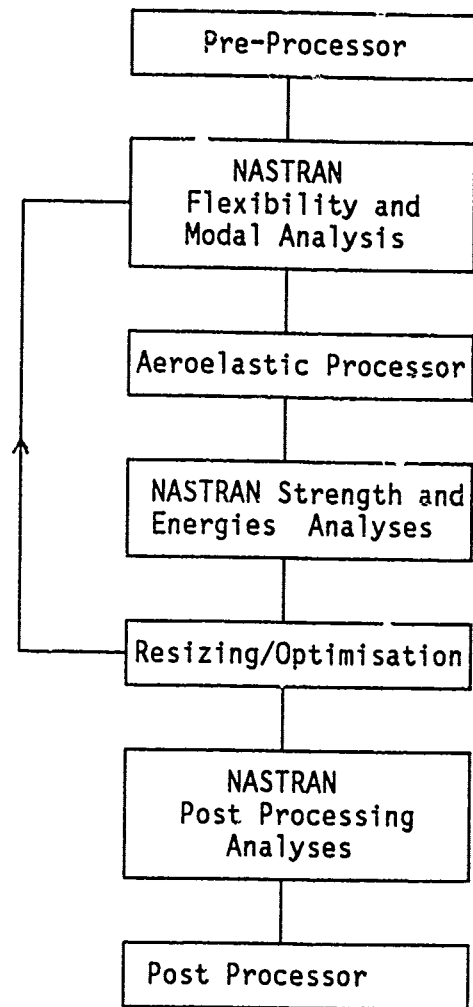 Pre-Processor
NASTRAN
Flexibility and
Modal Analysis
Aeroelastic Processor
NASTRAN Strength and
Energies Analyses
Resizing/Optimisation
NASTRAN
Post Processing
Analyses
Post Processor